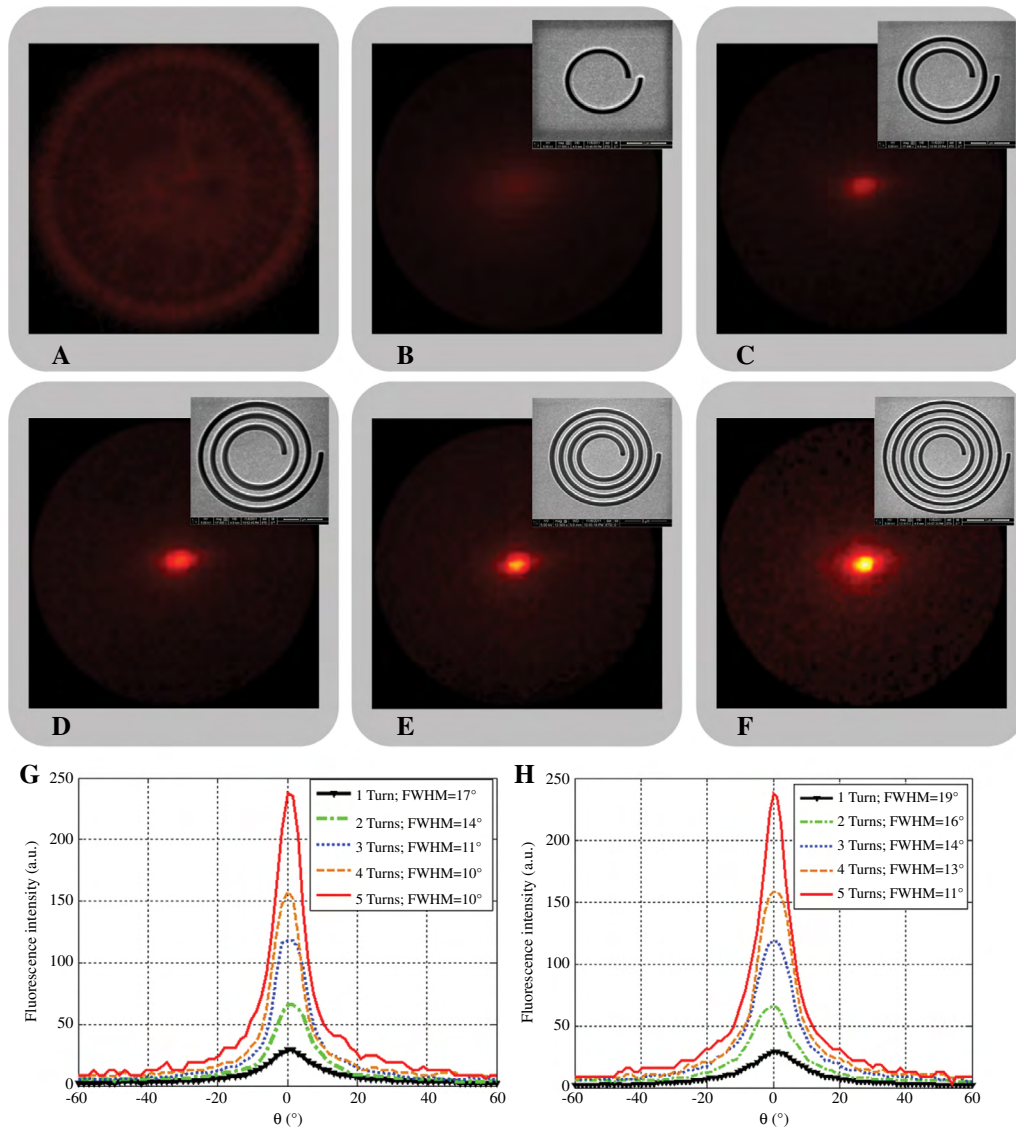 A
B
C
D
E
F
G
250
200
150
100
50
0
-60
-40
-20
0
20
40
60
Fluorescence intensity (a.u.)
θ (°)
1 Turn; FWHM=17°
2 Turns; FWHM=14°
3 Turns; FWHM=11°
4 Turns; FWHM=10°
5 Turns; FWHM=10°
H
250
200
150
100
50
0
-60
-40
-20
0
20
40
60
Fluorescence intensity (a.u.)
θ (°)
1 Turn; FWHM=19°
2 Turns; FWHM=16°
3 Turns; FWHM=14°
4 Turns; FWHM=13°
5 Turns; FWHM=11°